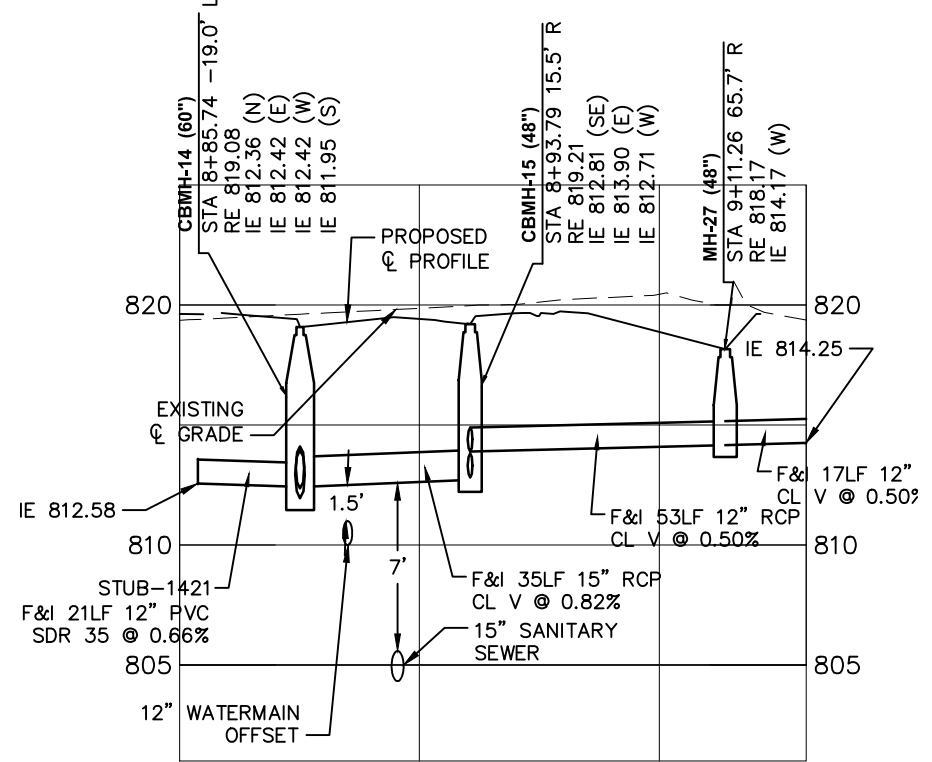 CBMH-14 (60")
STA 8+85.74 -19.0'
RE 819.08
IE 812.36 (N)
IE 812.42 (E)
IE 812.42 (W)
IE 811.95 (S)
CBMH-15 (48")
STA 8+93.79 15.5' R
RE 819.21
IE 812.81 (SE)
IE 813.90 (E)
IE 812.71 (W)
MH-27 (48")
STA 9+11.26 65.7' R
RE 818.17
IE 814.17 (W)
PROPOSED
℄ PROFILE
820
820
IE 814.25
EXISTING
℄ GRADE
IE 812.58
1.5'
F&I 17LF 12"
CL V @ 0.50%
F&I 53LF 12" RCP
CL V @ 0.50%
810
810
7'
STUB-1421
F&I 21LF 12" PVC
SDR 35 @ 0.66%
F&I 35LF 15" RCP
CL V @ 0.82%
15" SANITARY
SEWER
805
805
12" WATERMAIN
OFFSET